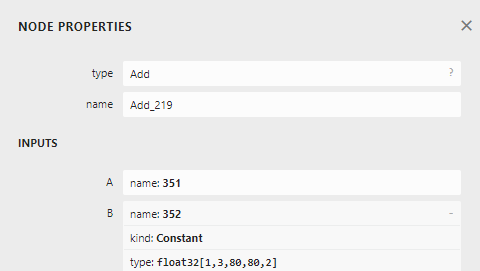 NODE PROPERTIES ×
type Add ?
name Add_219
INPUTS
A name: 351
B name: 352 -
kind: Constant
type: float32[1,3,80,80,2]